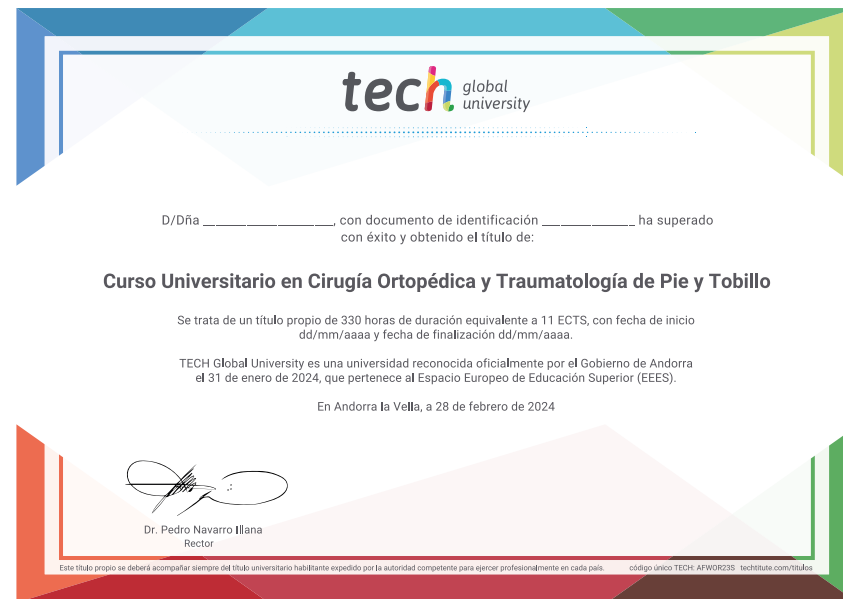 tech global university
D/Dña ______________________, con documento de identificación ________________ ha superado
con éxito y obtenido el título de:
Curso Universitario en Cirugía Ortopédica y Traumatología de Pie y Tobillo
Se trata de un título propio de 330 horas de duración equivalente a 11 ECTS, con fecha de inicio
dd/mm/aaaa y fecha de finalización dd/mm/aaaa.
TECH Global University es una universidad reconocida oficialmente por el Gobierno de Andorra
el 31 de enero de 2024, que pertenece al Espacio Europeo de Educación Superior (EEES).
En Andorra la Vella, a 28 de febrero de 2024
Dr. Pedro Navarro Illana
Rector
Este título propio se deberá acompañar siempre del título universitario habilitante expedido por la autoridad competente para ejercer profesionalmente en cada país. código único TECH: AFWOR23S techtitute.com/titulos